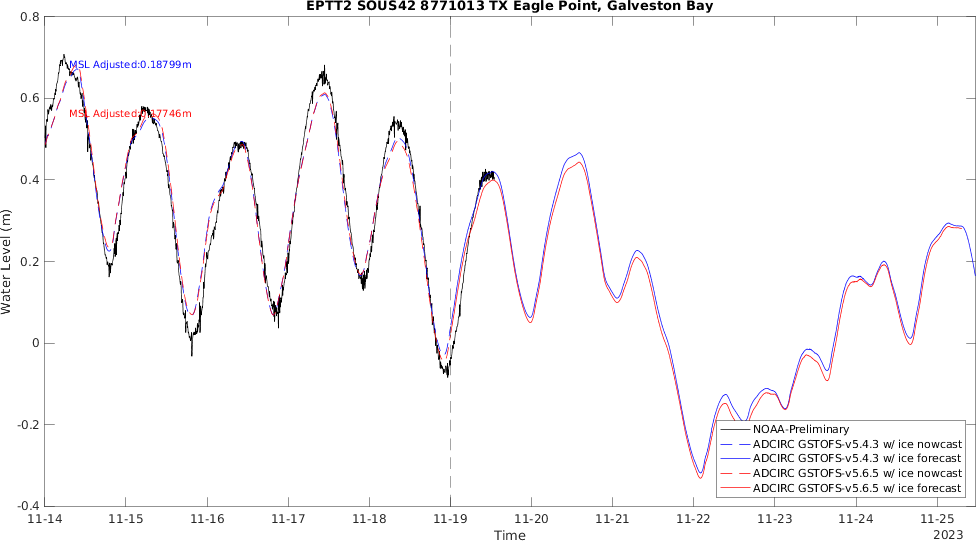 EPTT2 SOUS42 8771013 TX Eagle Point, Galveston Bay
0.8
0.6
0.4
0.2
0
-0.2
-0.4
Water Level (m)
MSL Adjusted:0.18799m
MSL Adjusted:0.17746m
NOAA-Preliminary
ADCIRC GSTOFS-v5.4.3 w/ ice nowcast
ADCIRC GSTOFS-v5.4.3 w/ ice forecast
ADCIRC GSTOFS-v5.6.5 w/ ice nowcast
ADCIRC GSTOFS-v5.6.5 w/ ice forecast
11-14 11-15 11-16 11-17 11-18 11-19 11-20 11-21 11-22 11-23 11-24 11-25
Time
2023